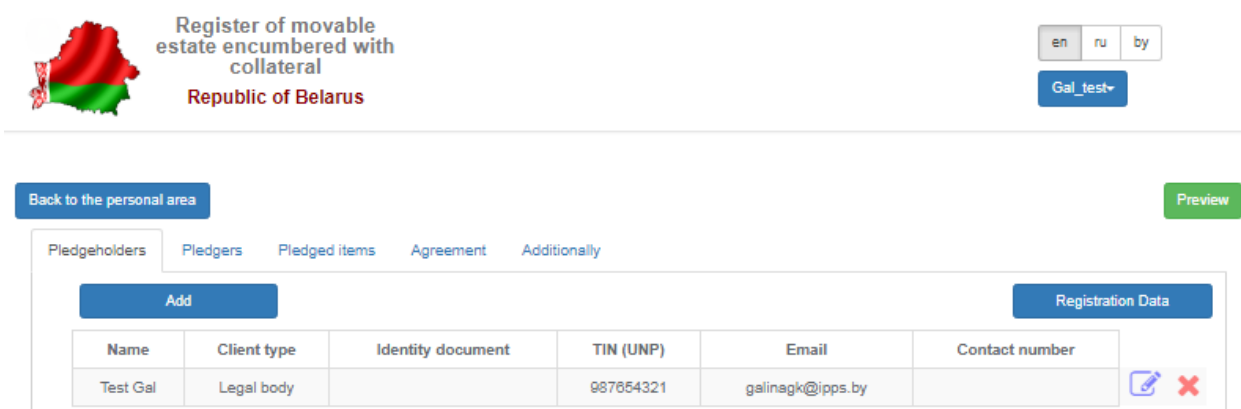 Register of movable
estate encumbered with
collateral
Republic of Belarus
en ru by
Gal_test
Back to the personal area
Preview
Pledgeholders Pledgers Pledged items Agreement Additionally
Add Registration Data
Name Client type Identity document TIN (UNP) Email Contact number
Test Gal Legal body 987654321 galinagk@ipps.by